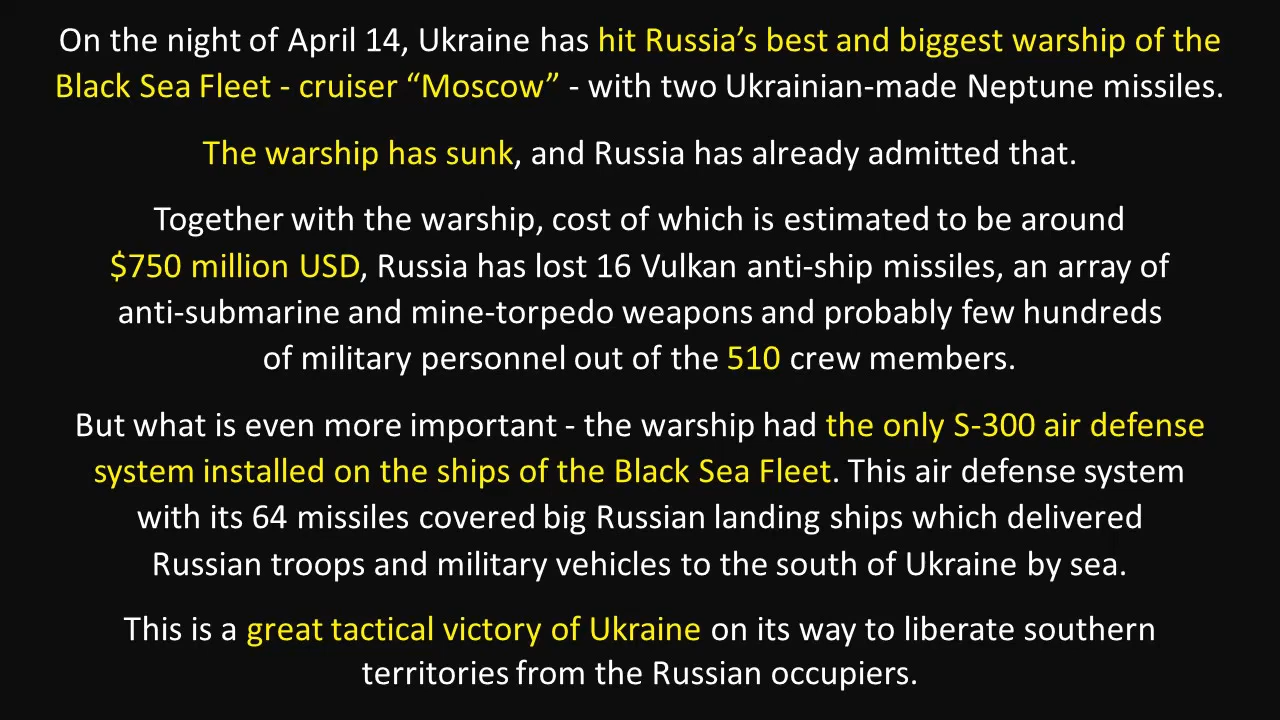 On the night of April 14, Ukraine has hit Russia’s best and biggest warship of the
Black Sea Fleet - cruiser “Moscow” - with two Ukrainian-made Neptune missiles.
The warship has sunk, and Russia has already admitted that.
Together with the warship, cost of which is estimated to be around
$750 million USD, Russia has lost 16 Vulkan anti-ship missiles, an array of
anti-submarine and mine-torpedo weapons and probably few hundreds
of military personnel out of the 510 crew members.
But what is even more important - the warship had the only S-300 air defense
system installed on the ships of the Black Sea Fleet. This air defense system
with its 64 missiles covered big Russian landing ships which delivered
Russian troops and military vehicles to the south of Ukraine by sea.
This is a great tactical victory of Ukraine on its way to liberate southern
territories from the Russian occupiers.